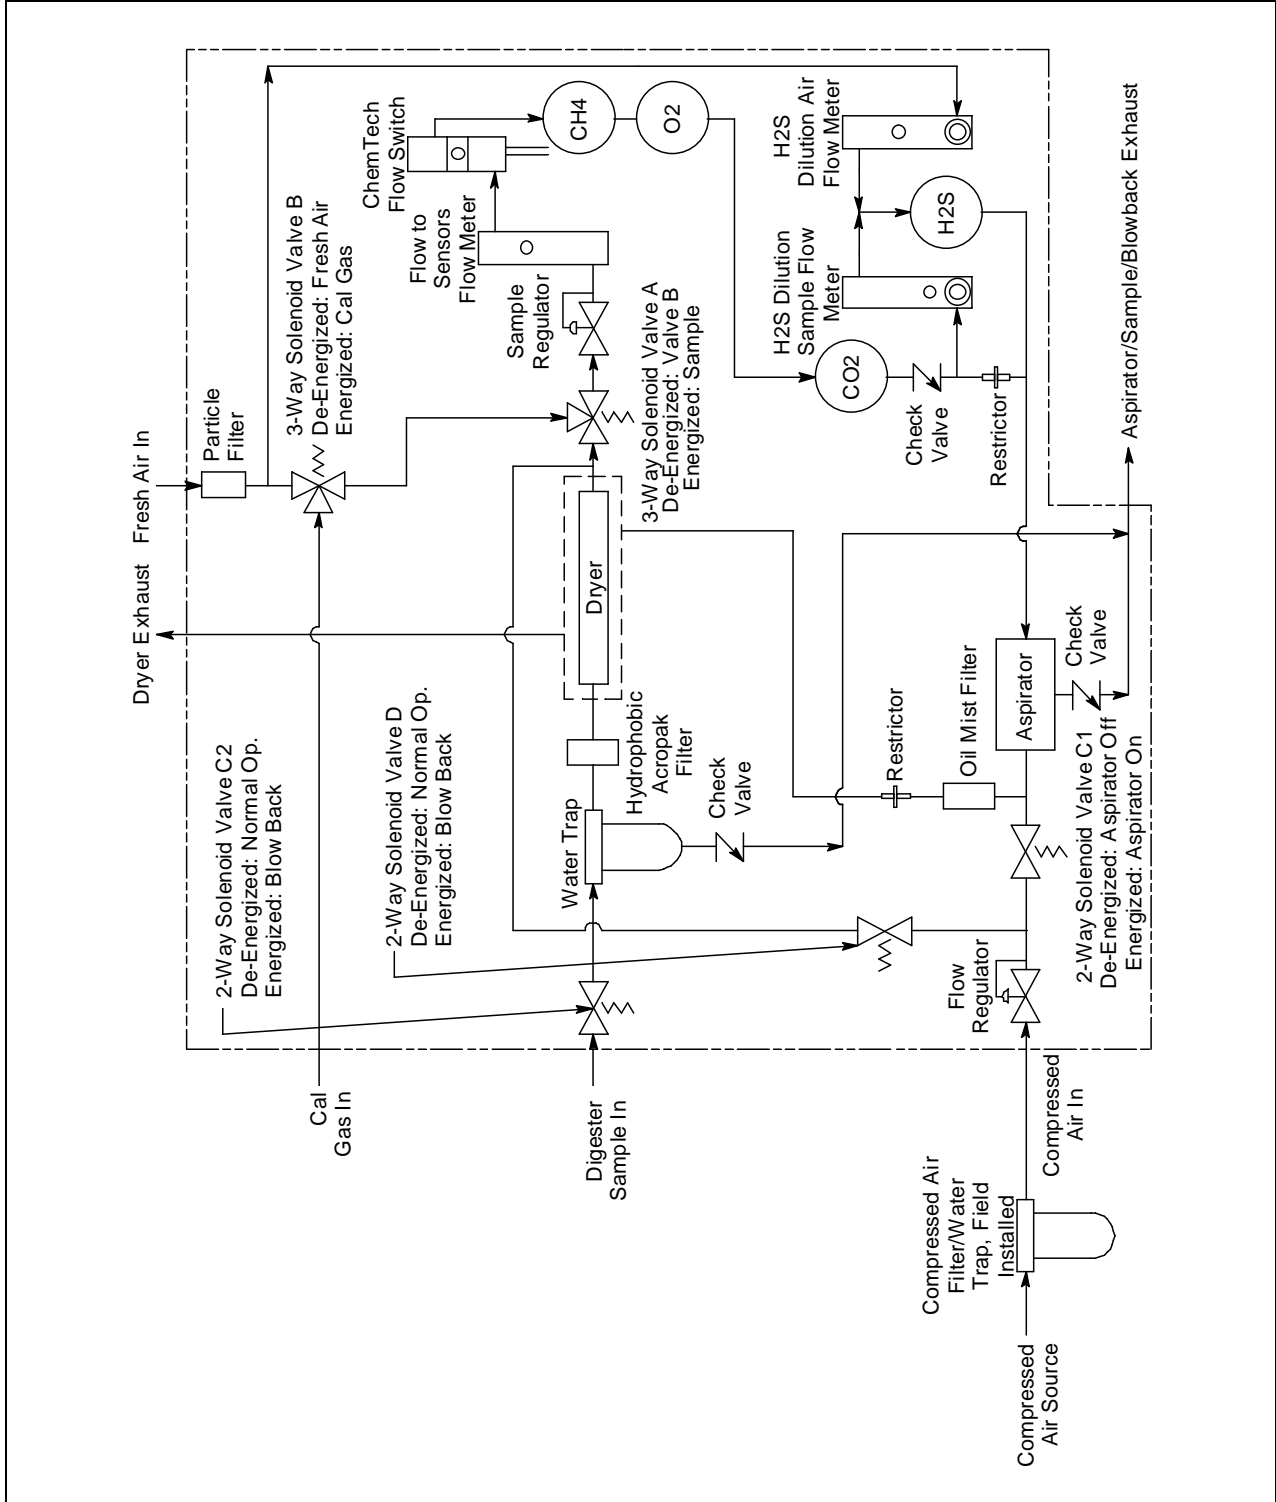 Dryer Exhaust
Fresh Air In
Particle
Filter
3-Way Solenoid Valve B
De-Energized: Fresh Air
Energized: Cal Gas
ChemTech
Flow Switch
Flow to
Sensors
Flow Meter
CH4
O2
Sample
Regulator
3-Way Solenoid Valve A
De-Energized: Valve B
Energized: Sample
H2S
Dilution Air
Flow Meter
H2S Dilution
Sample Flow
Meter
H2S
CO2
Check
Valve
Restrictor
Aspirator/Sample/Blowback Exhaust
2-Way Solenoid Valve C2
De-Energized: Normal Op.
Energized: Blow Back
2-Way Solenoid Valve D
De-Energized: Normal Op.
Energized: Blow Back
Dryer
Hydrophobic
Acropak
Filter
Water Trap
Check
Valve
Restrictor
Oil Mist Filter
Aspirator
Check
Valve
2-Way Solenoid Valve C1
De-Energized: Aspirator Off
Energized: Aspirator On
Flow
Regulator
Cal
Gas In
Digester
Sample In
Compressed
Air In
Compressed Air
Filter/Water
Trap, Field
Installed
Compressed
Air Source